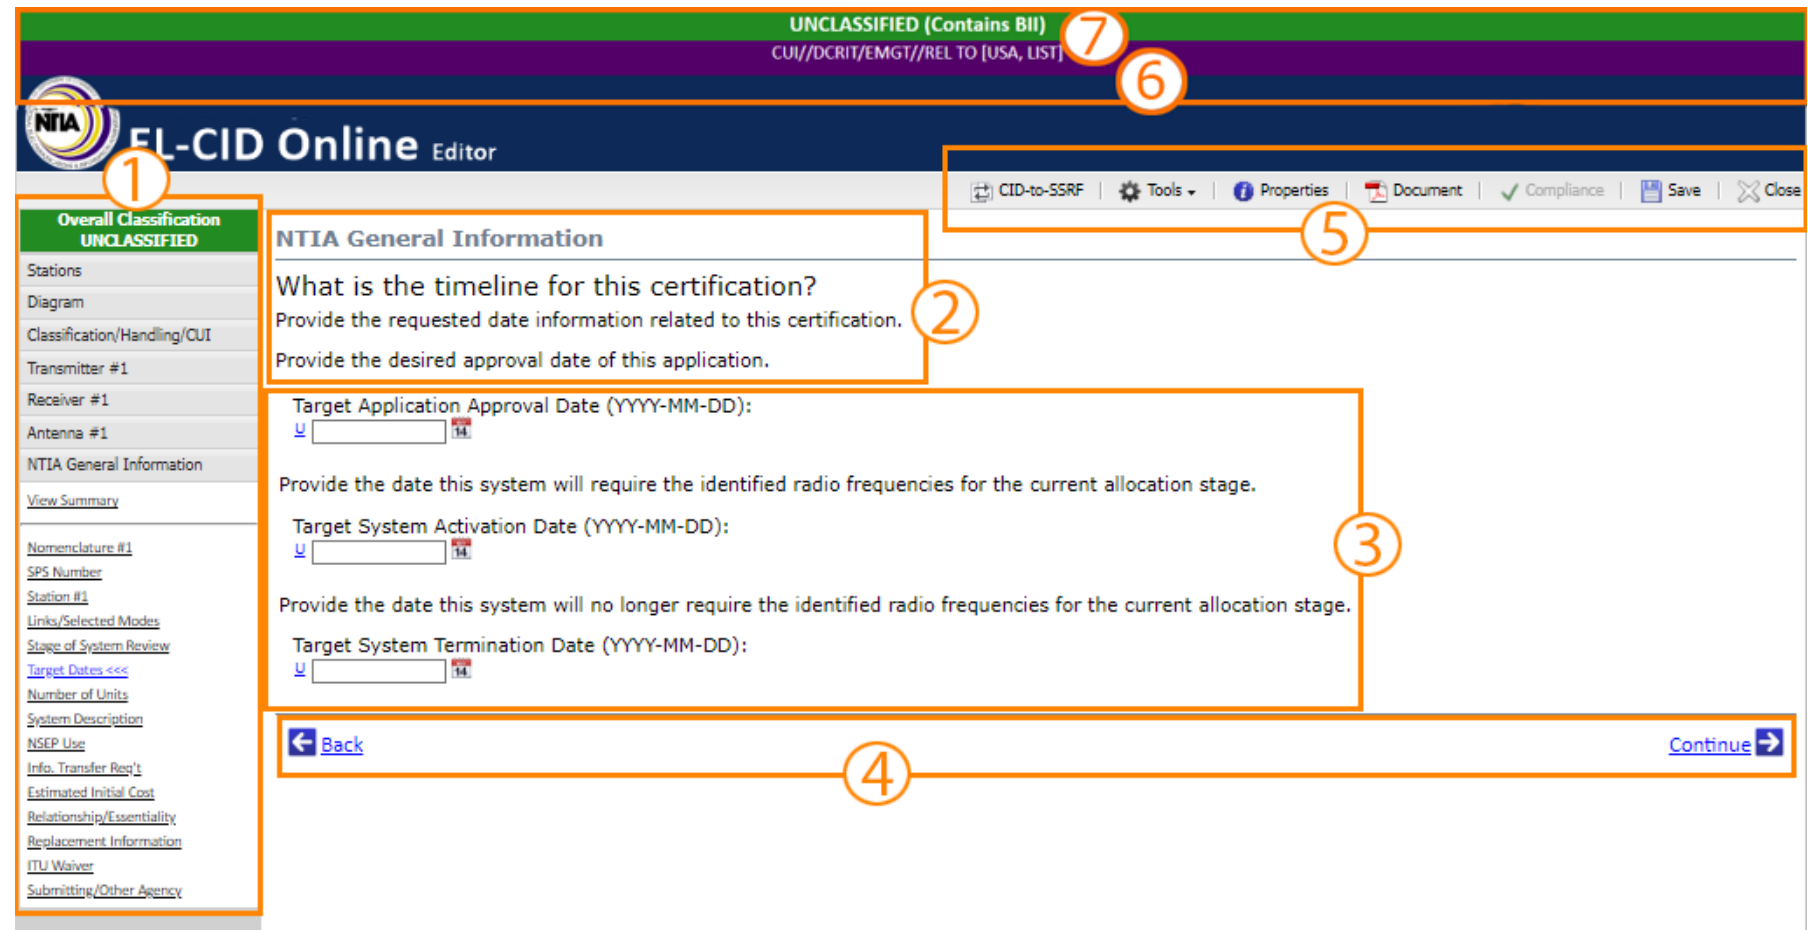 UNCLASSIFIED (Contains BII)
7
CUI//DCRIT/EMGT//REL TO [USA, LIST]
6
NTIA
EL-CID Online Editor
1
CID-to-SSRF | Tools | Properties | Document | Compliance | Save | Close
5
Overall Classification
UNCLASSIFIED
Stations
Diagram
Classification/Handling/CUI
Transmitter #1
Receiver #1
Antenna #1
NTIA General Information
View Summary
Nomenclature #1
SPS Number
Station #1
Links/Selected Modes
Stage of System Review
Target Dates <<<
Number of Units
System Description
NSEP Use
Info. Transfer Req't
Estimated Initial Cost
Relationship/Essentiality
Replacement Information
ITU Waiver
Submitting/Other Agency
NTIA General Information
What is the timeline for this certification?
2
Provide the requested date information related to this certification.
Provide the desired approval date of this application.
Target Application Approval Date (YYYY-MM-DD):
U 14
Provide the date this system will require the identified radio frequencies for the current allocation stage.
Target System Activation Date (YYYY-MM-DD):
3
U 14
Provide the date this system will no longer require the identified radio frequencies for the current allocation stage.
Target System Termination Date (YYYY-MM-DD):
U 14
Back
4
Continue